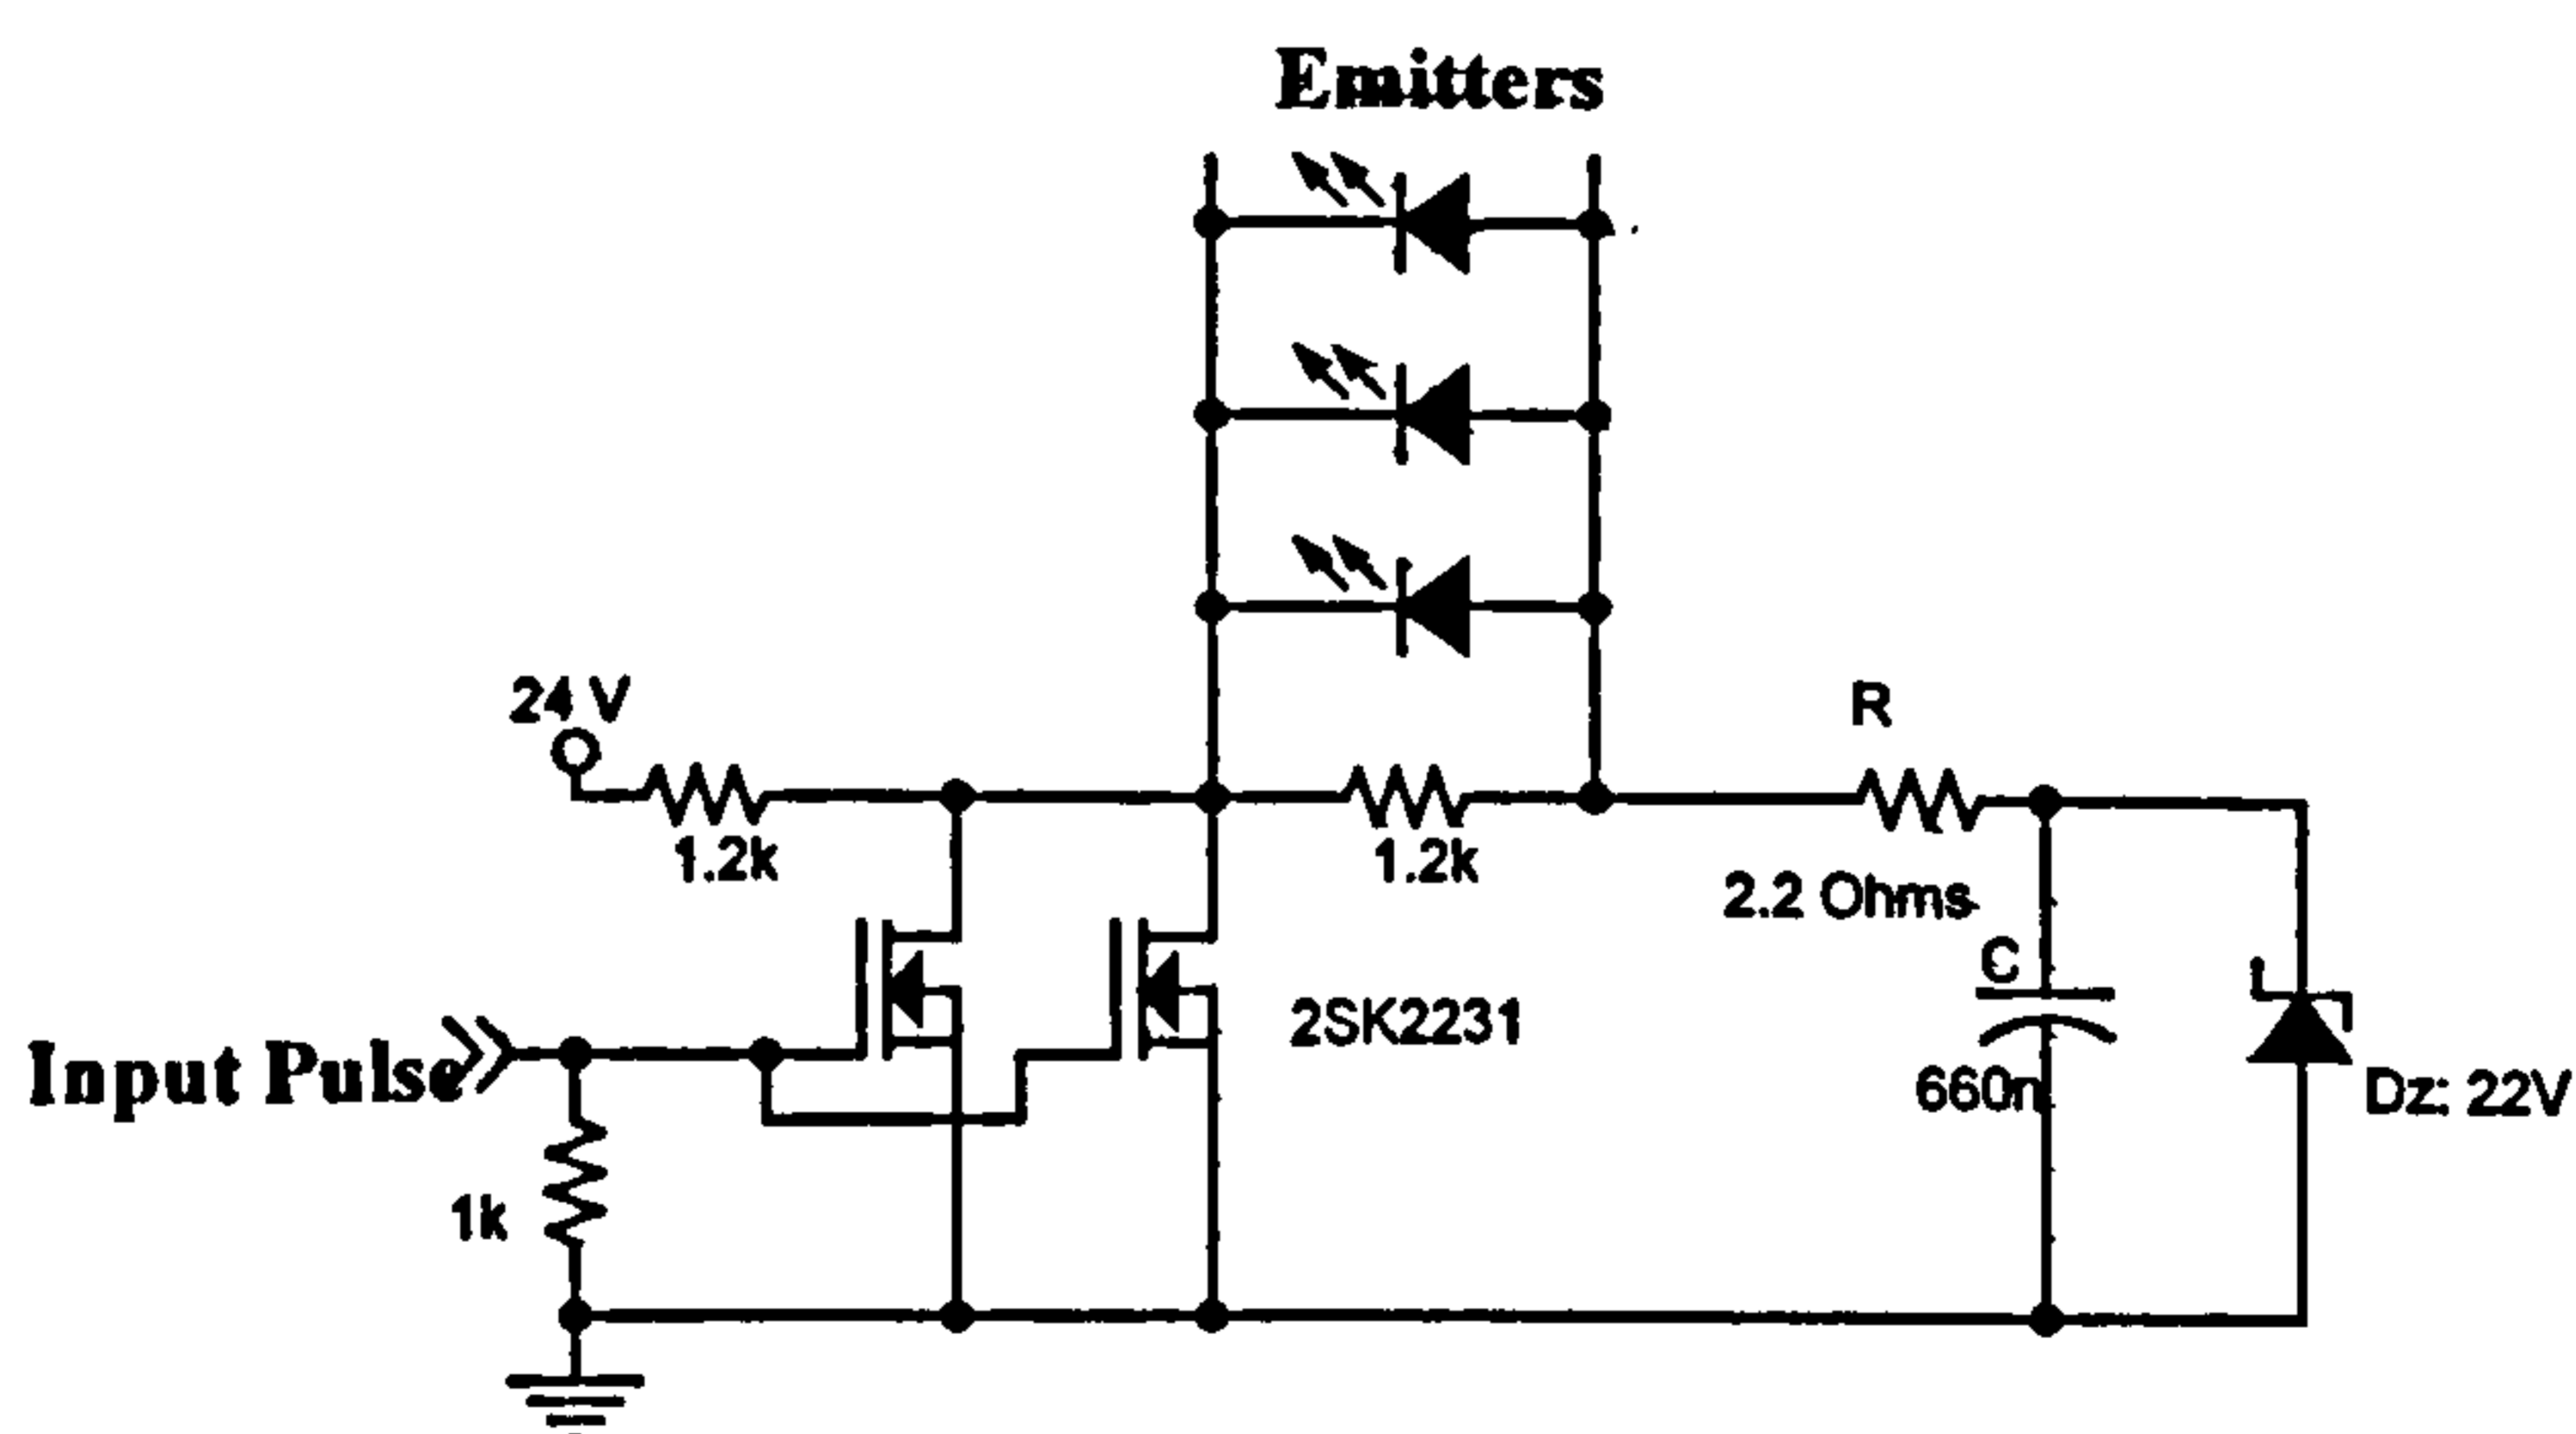 Emitters
24 V
R
1.2k
1.2k
2.2 Ohms
C
2SK2231
Input Pulse
660n
Dz: 22V
1k